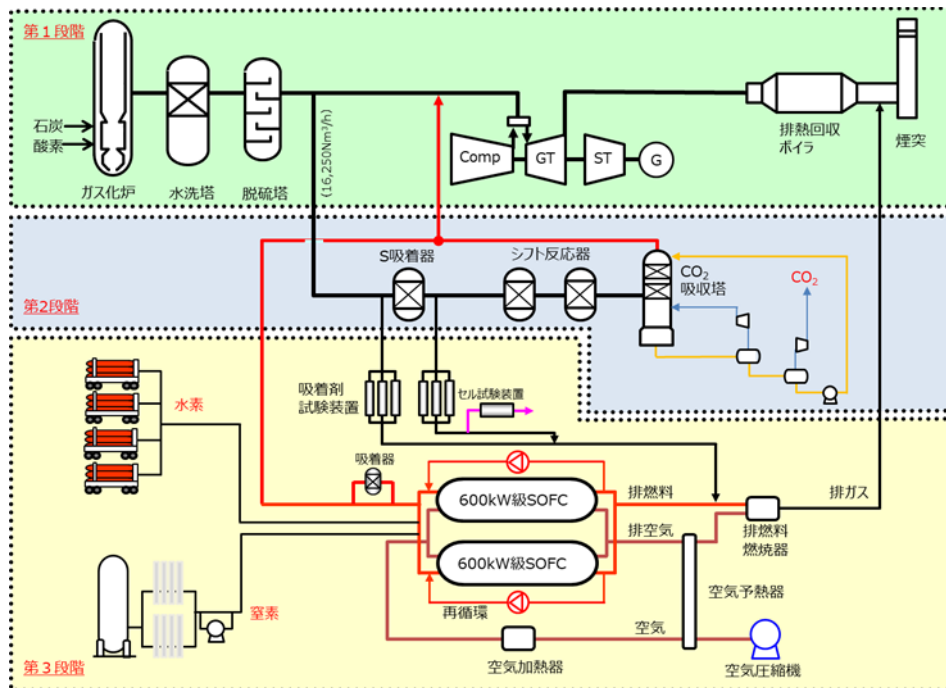 第１段階
石炭
酸素
ガス化炉
水洗塔
脱硫塔
(16,250Nm³/h)
Comp
GT
ST
G
排熱回収
ボイラ
煙突
第2段階
S吸着器
シフト反応器
CO₂
吸収塔
CO₂
水素
吸着剤
試験装置
セル試験装置
吸着器
600kW級SOFC
600kW級SOFC
再循環
排燃料
排空気
排ガス
排燃料
燃焼器
空気予熱器
空気
空気加熱器
空気圧縮機
窒素
第３段階